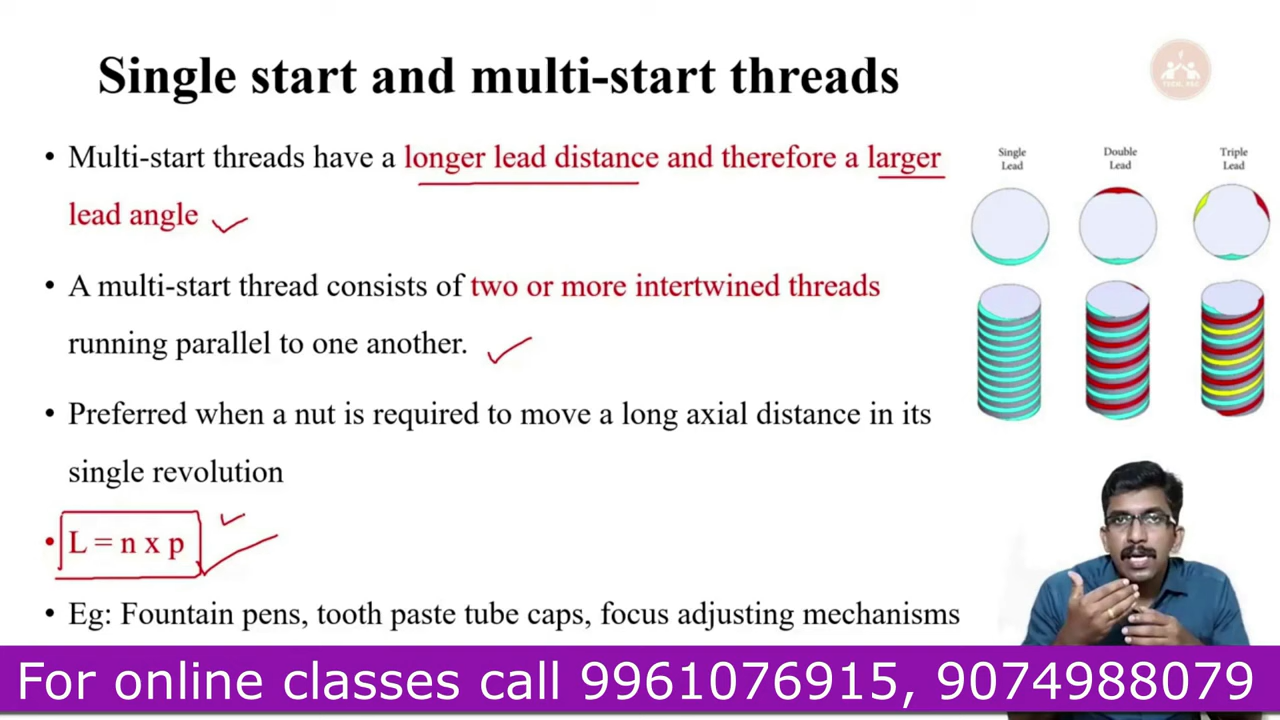 Single start and multi-start threads
• Multi-start threads have a longer lead distance and therefore a larger
lead angle
• A multi-start thread consists of two or more intertwined threads
running parallel to one another.
• Preferred when a nut is required to move a long axial distance in its
single revolution
• L = n x p
• Eg: Fountain pens, tooth paste tube caps, focus adjusting mechanisms
Single
Lead
Double
Lead
Triple
Lead
For online classes call 9961076915, 9074988079